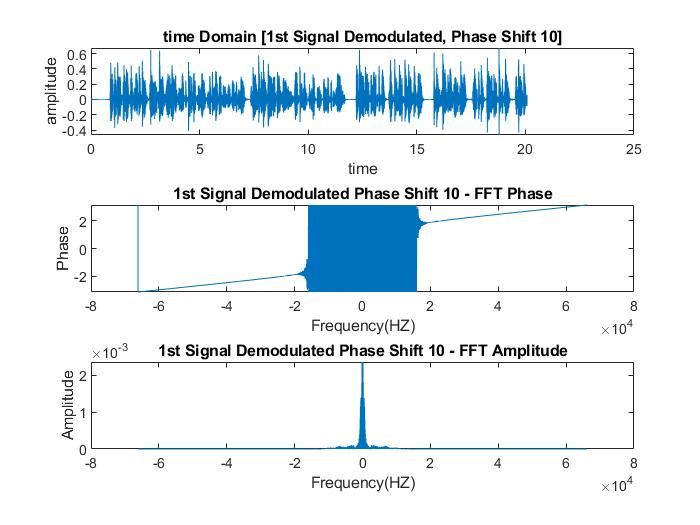 time Domain [1st Signal Demodulated, Phase Shift 10]
0.6
0.4
0.2
0
-0.2
-0.4
amplitude
0 5 10 15 20 25
time
1st Signal Demodulated Phase Shift 10 - FFT Phase
2
0
-2
Phase
-8 -6 -4 -2 0 2 4 6 8
Frequency(HZ)
×10^4
1st Signal Demodulated Phase Shift 10 - FFT Amplitude
×10^-3
2
1
0
Amplitude
-8 -6 -4 -2 0 2 4 6 8
Frequency(HZ)
×10^4